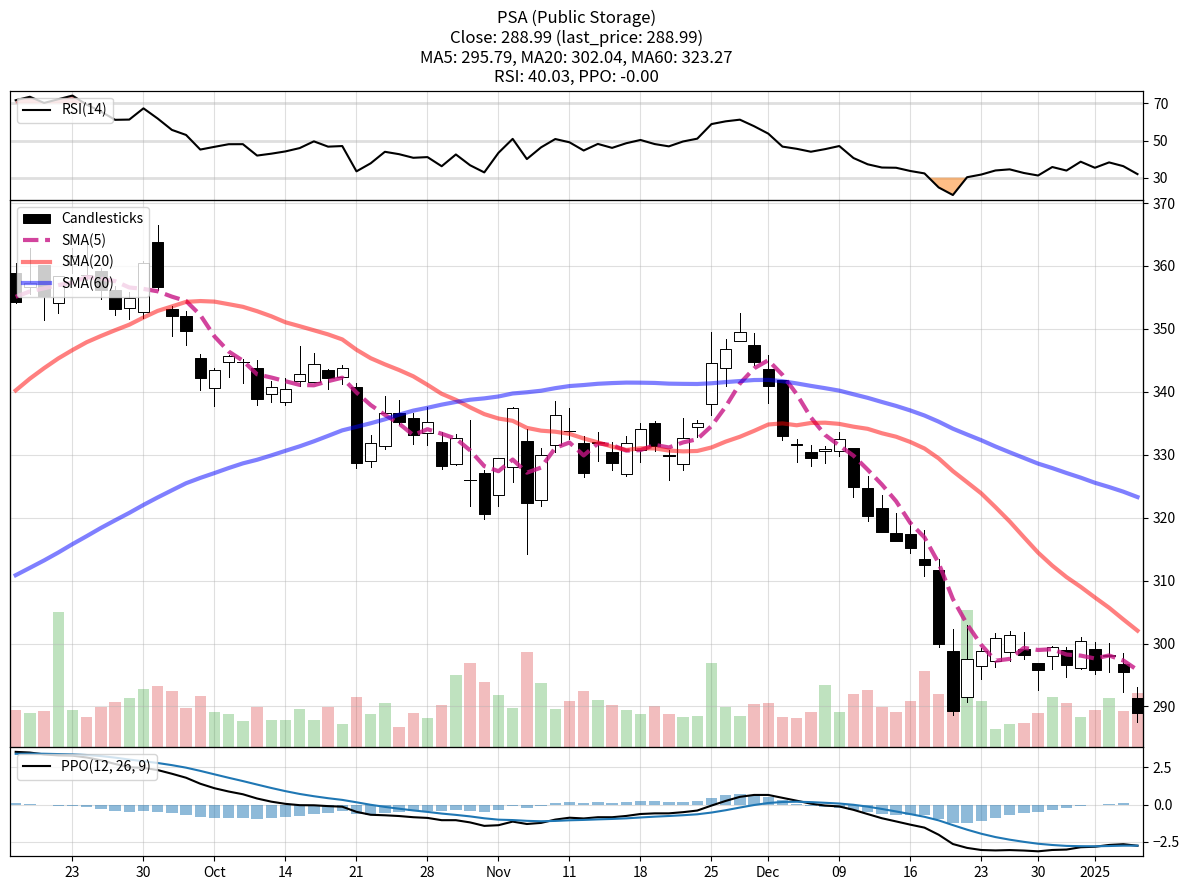 PSA (Public Storage)
Close: 288.99 (last_price: 288.99)
MA5: 295.79, MA20: 302.04, MA60: 323.27
RSI: 40.03, PPO: -0.00
RSI(14)
70
50
30
Candlesticks
SMA(5)
SMA(20)
SMA(60)
370
360
350
340
330
320
310
300
290
PPO(12, 26, 9)
2.5
0.0
−2.5
23 30 Oct 14 21 28 Nov 11 18 25 Dec 09 16 23 30 2025